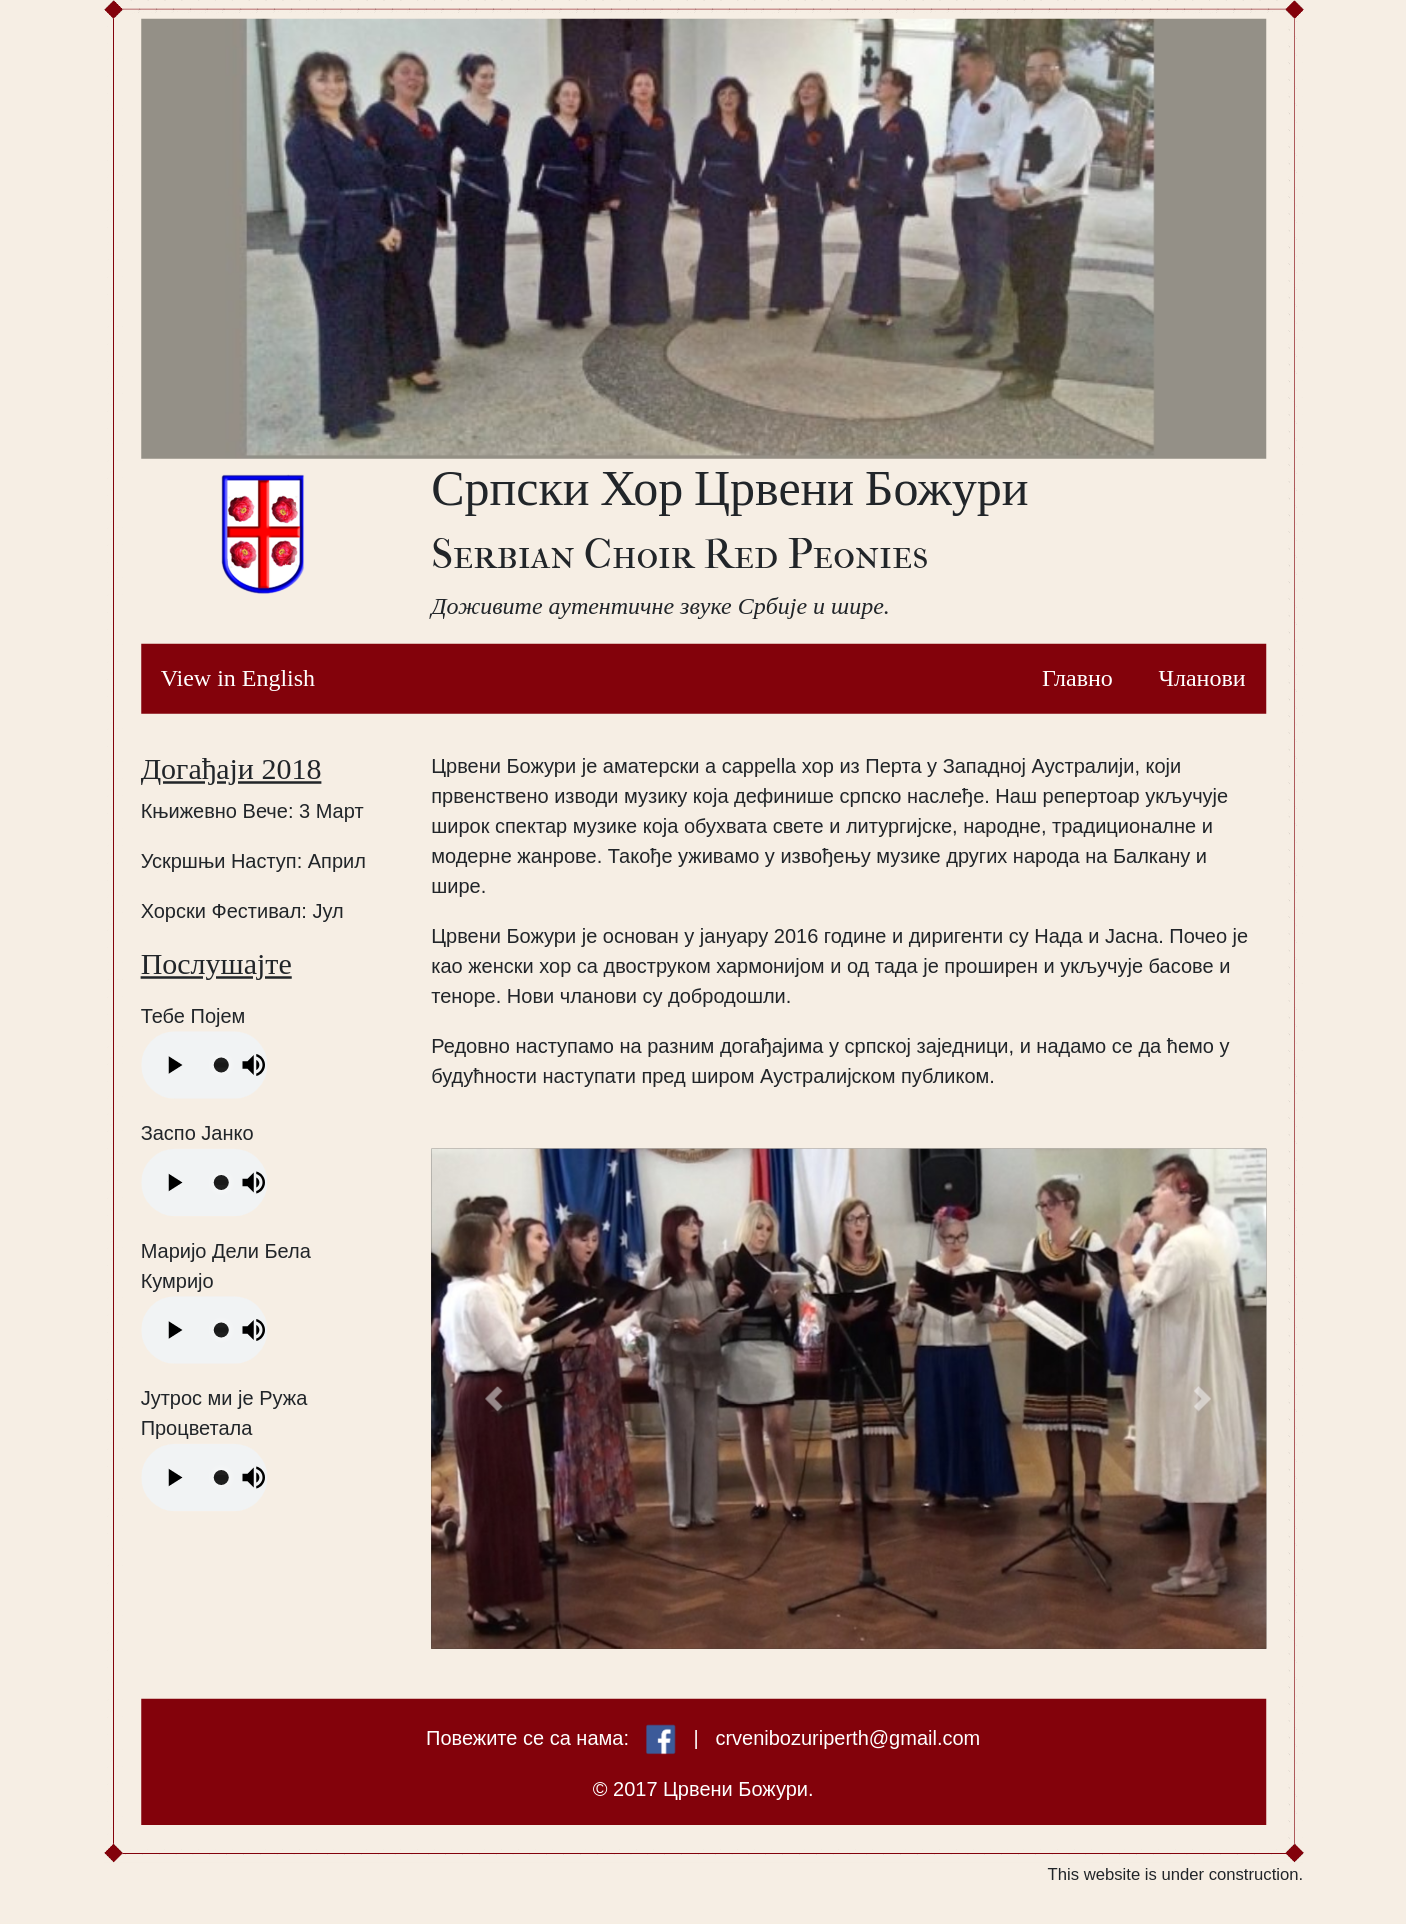 Српски Хор Црвени Божури
Serbian Choir Red Peonies
Доживите аутентичне звуке Србије и шире.
View in English
Главно
Чланови
Догађаји 2018
Књижевно Вече: 3 Март
Ускршњи Наступ: Април
Хорски Фестивал: Јул
Послушајте
Тебе Појем
Заспо Јанко
Маријо Дели Бела
Кумријо
Јутрос ми је Ружа
Процветала
Црвени Божури је аматерски a cappella хор из Перта у Западној Аустралији, који
првенствено изводи музику која дефинише српско наслеђе. Наш репертоар укључује
широк спектар музике која обухвата свете и литургијске, народне, традиционалне и
модерне жанрове. Такође уживамо у извођењу музике других народа на Балкану и
шире.
Црвени Божури је основан у јануару 2016 године и диригенти су Нада и Јасна. Почео је
као женски хор са двоструком хармонијом и од тада је проширен и укључује басове и
теноре. Нови чланови су добродошли.
Редовно наступамо на разним догађајима у српској заједници, и надамо се да ћемо у
будућности наступати пред широм Аустралијском публиком.
Повежите се са нама: | crvenibozuriperth@gmail.com
© 2017 Црвени Божури.
This website is under construction.